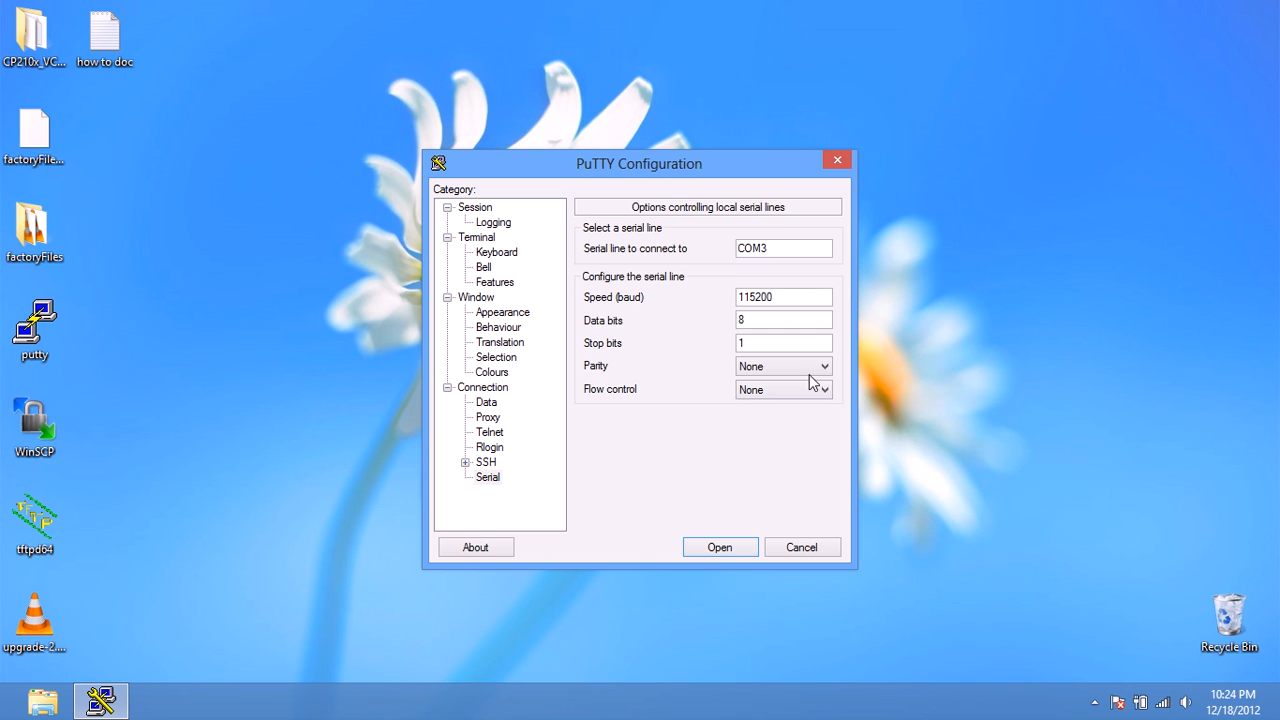 CP210x_VC...
how to doc
factoryFile...
factoryFiles
putty
WinSCP
tftpd64
upgrade-2....
PuTTY Configuration
Category:
Session
Logging
Terminal
Keyboard
Bell
Features
Window
Appearance
Behaviour
Translation
Selection
Colours
Connection
Data
Proxy
Telnet
Rlogin
SSH
Serial
Options controlling local serial lines
Select a serial line
Serial line to connect to
COM3
Configure the serial line
Speed (baud)
115200
Data bits
8
Stop bits
1
Parity
None
Flow control
None
About
Open
Cancel
Recycle Bin
10:24 PM
12/18/2012